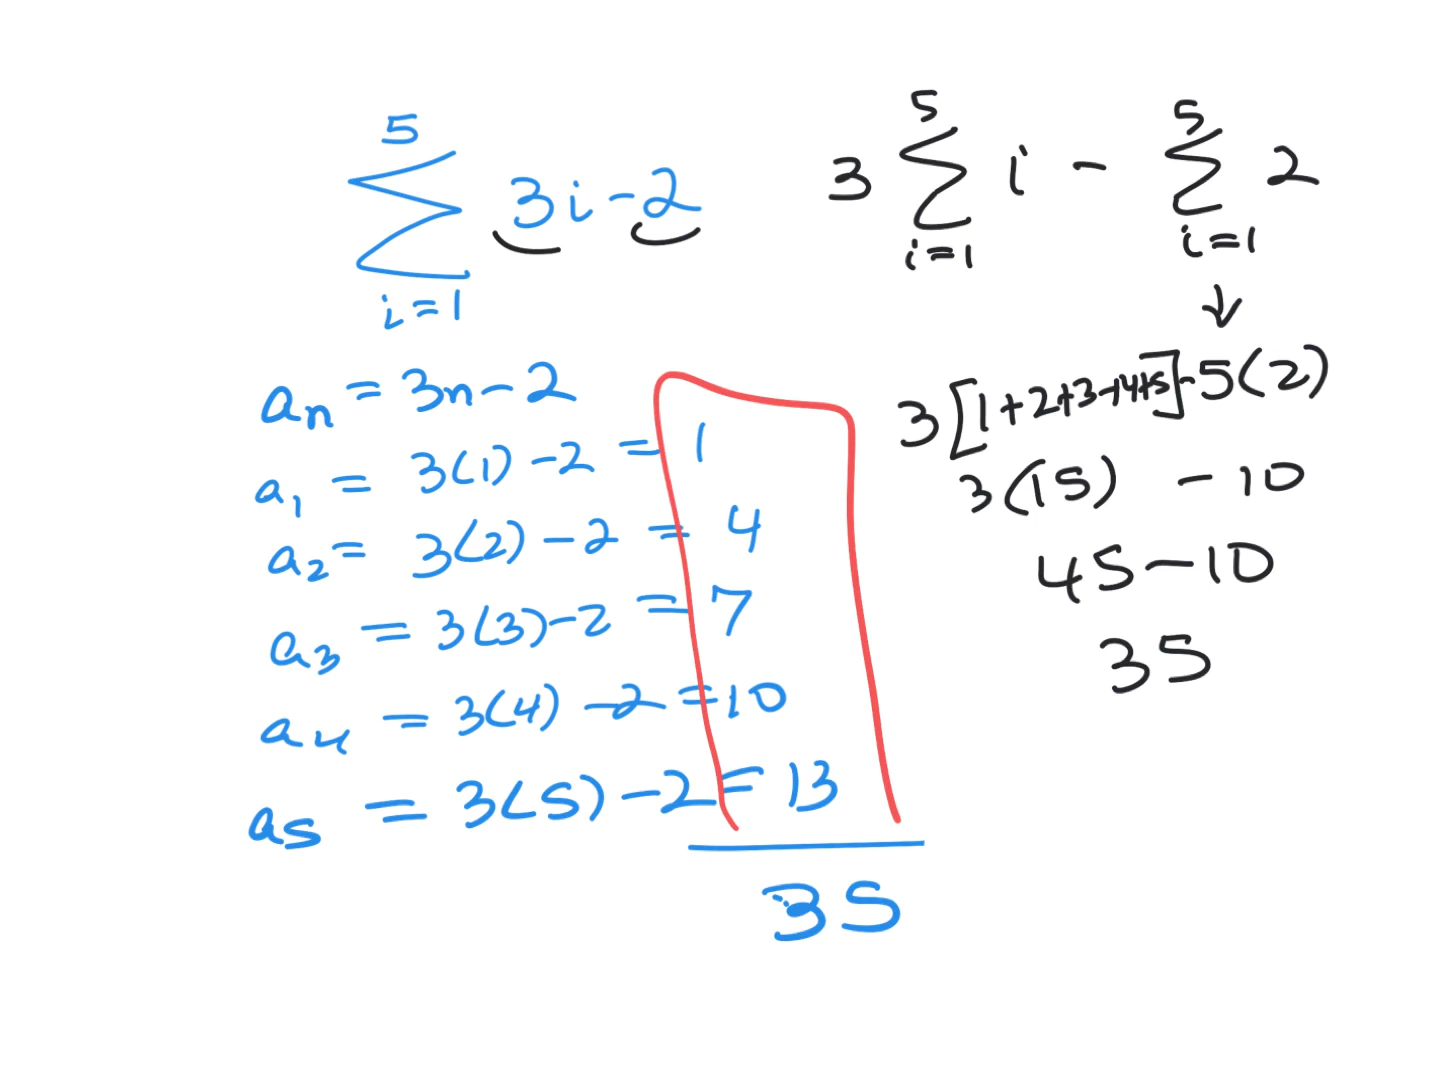 5
∑ 3i-2
i=1
aₙ = 3n-2
a₁ = 3(1)-2 = 1
a₂ = 3(2)-2 = 4
a₃ = 3(3)-2 = 7
a₄ = 3(4)-2 = 10
a₅ = 3(5)-2 = 13
35
5 5
3 ∑ i - ∑ 2
i=1 i=1
↓
3[1+2+3+4+5]-5(2)
3(15) -10
45-10
35